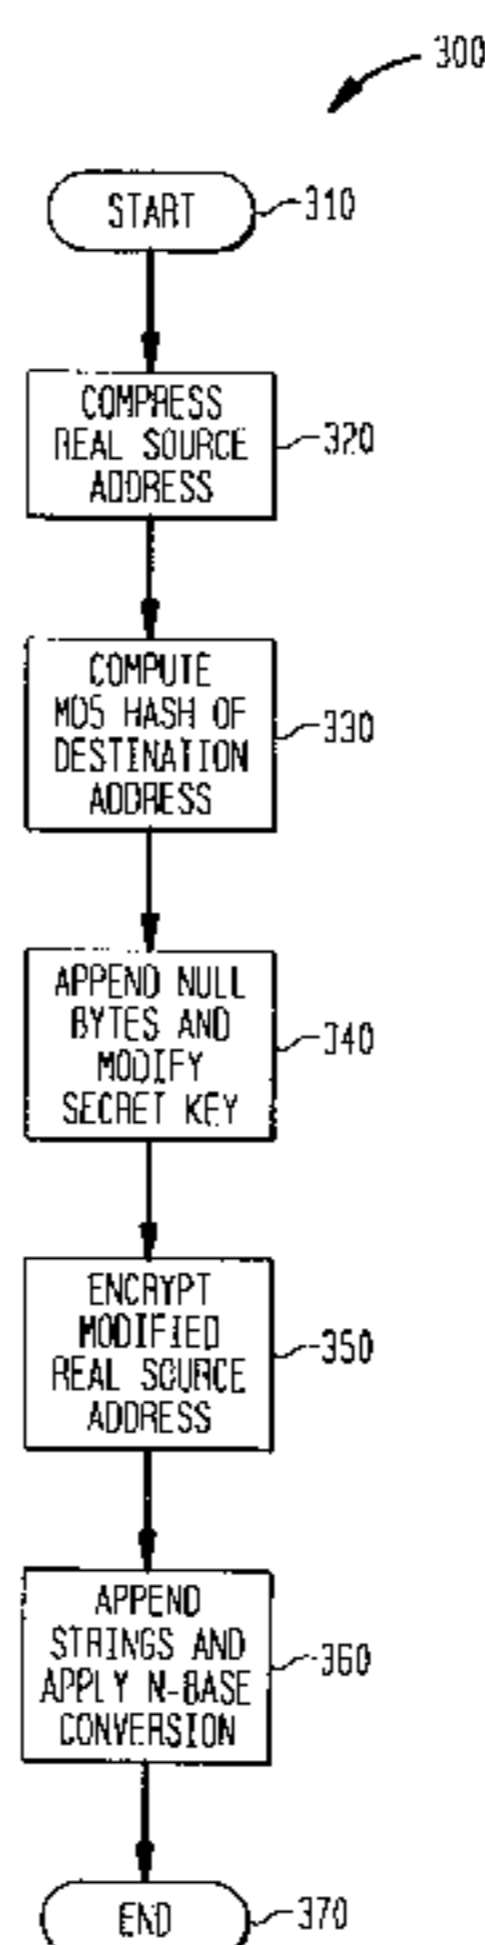 300
START
310
COMPRESS
REAL SOURCE
ADDRESS
320
COMPUTE
MD5 HASH OF
DESTINATION
ADDRESS
330
APPEND NULL
BYTES AND
MODIFY
SECRET KEY
340
ENCRYPT
MODIFIED
REAL SOURCE
ADDRESS
350
APPEND
STRINGS AND
APPLY N-BASE
CONVERSION
360
END
370